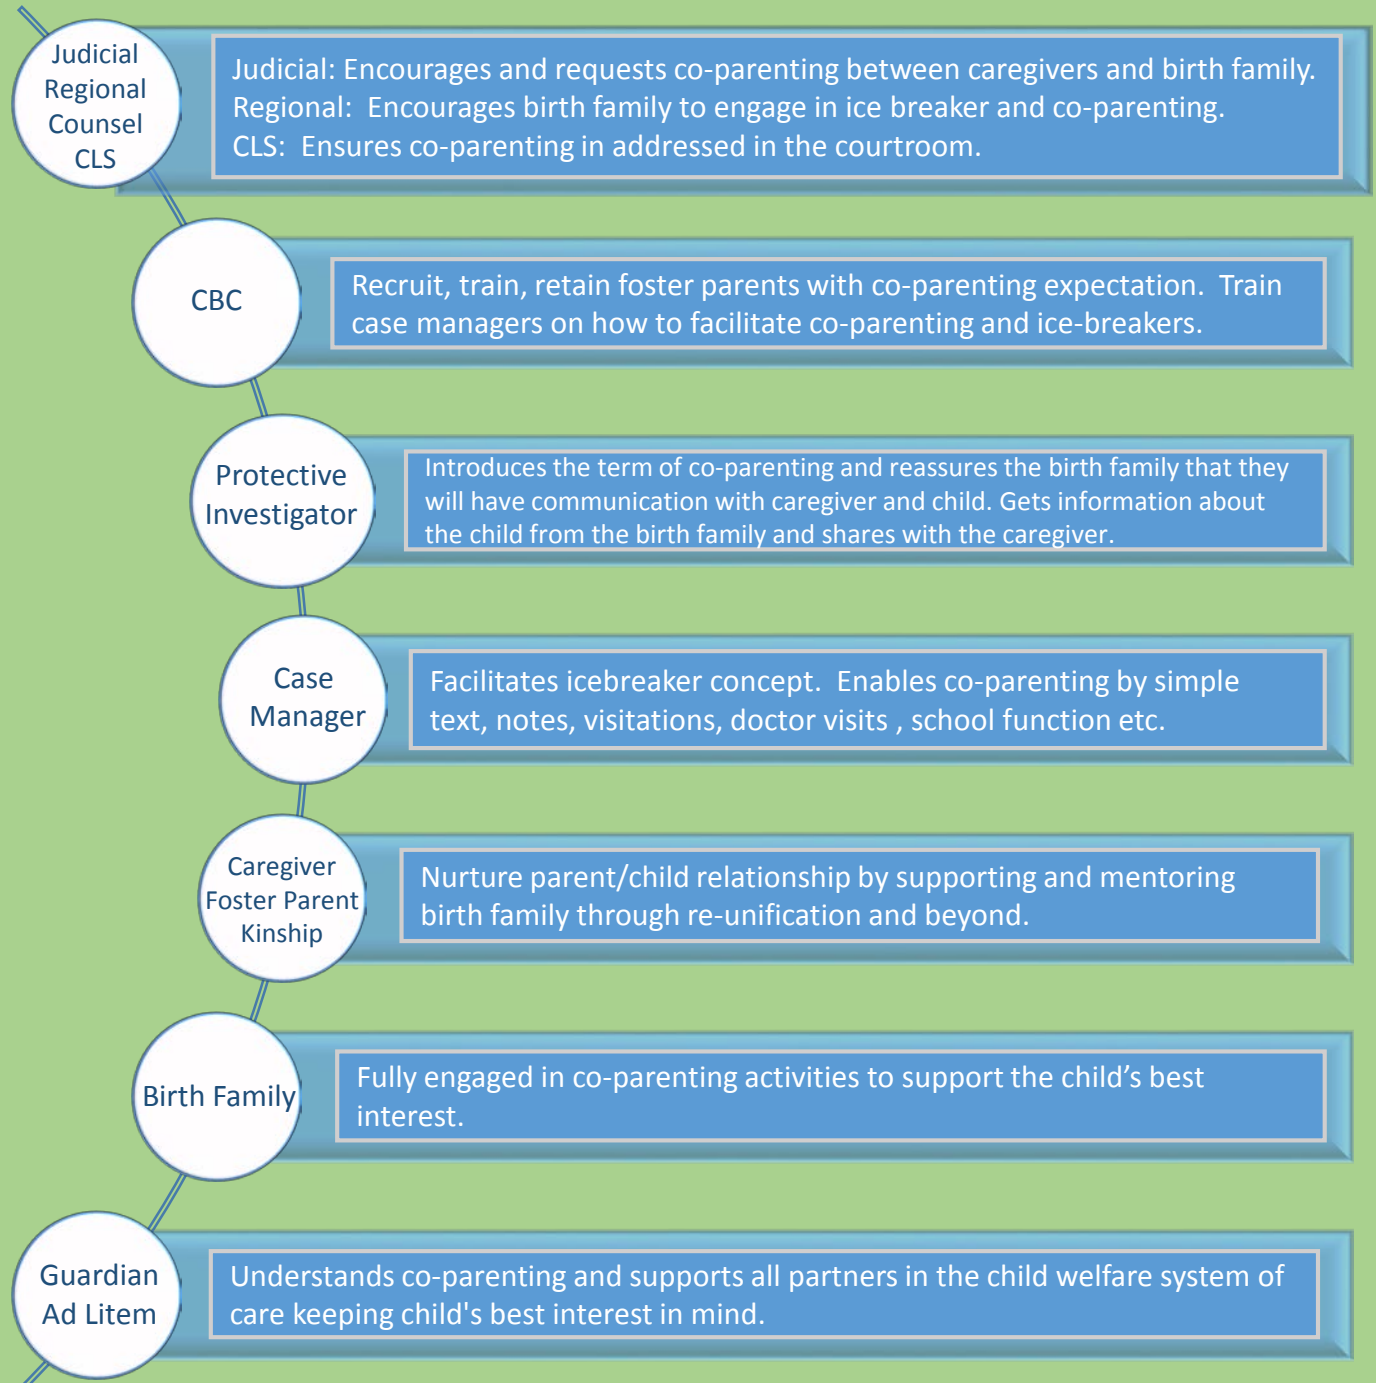 Judicial
Regional
Counsel
CLS
Judicial: Encourages and requests co-parenting between caregivers and birth family.
Regional:  Encourages birth family to engage in ice breaker and co-parenting.
CLS:  Ensures co-parenting in addressed in the courtroom.
CBC
Recruit, train, retain foster parents with co-parenting expectation.  Train
case managers on how to facilitate co-parenting and ice-breakers.
Protective
Investigator
Introduces the term of co-parenting and reassures the birth family that they
will have communication with caregiver and child. Gets information about
the child from the birth family and shares with the caregiver.
Case
Manager
Facilitates icebreaker concept.  Enables co-parenting by simple
text, notes, visitations, doctor visits , school function etc.
Caregiver
Foster Parent
Kinship
Nurture parent/child relationship by supporting and mentoring
birth family through re-unification and beyond.
Birth Family
Fully engaged in co-parenting activities to support the child’s best
interest.
Guardian
Ad Litem
Understands co-parenting and supports all partners in the child welfare system of
care keeping child's best interest in mind.